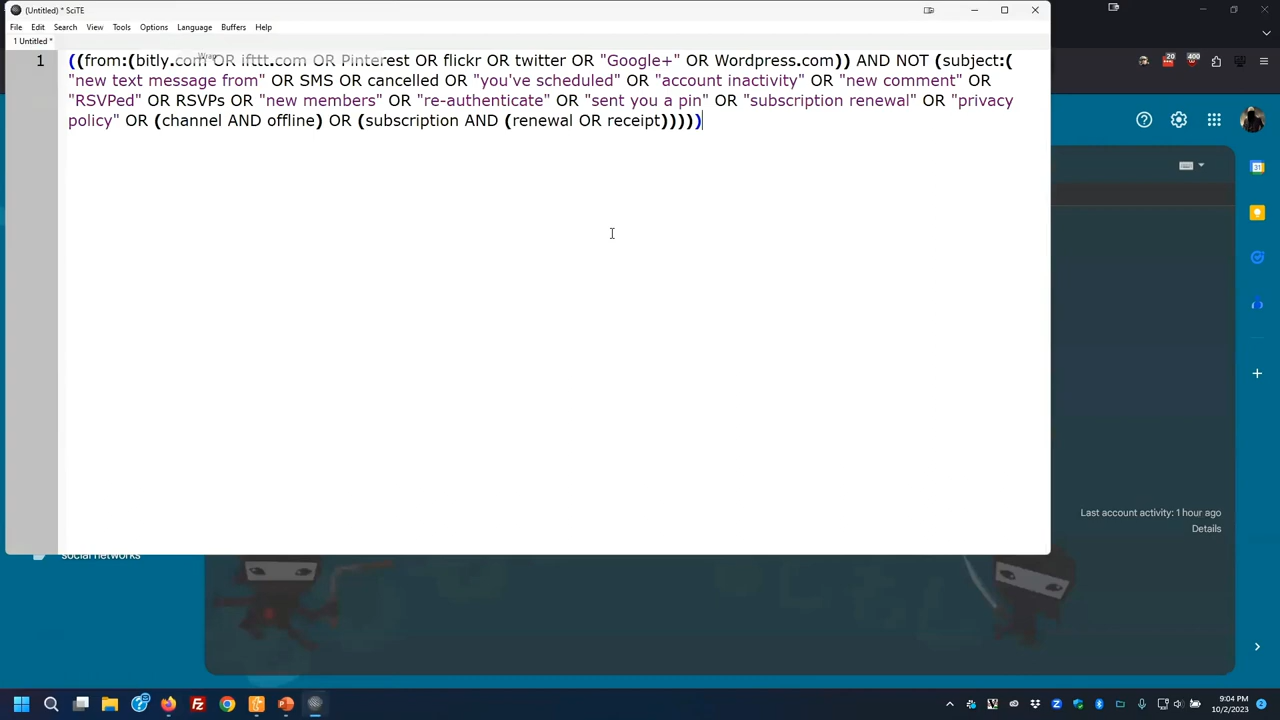 (Untitled) * SciTE
File Edit Search View Tools Options Language Buffers Help
1 Untitled *
1
((from:(bitly.com OR ifttt.com OR Pinterest OR flickr OR twitter OR "Google+" OR Wordpress.com)) AND NOT (subject:(
"new text message from" OR SMS OR cancelled OR "you've scheduled" OR "account inactivity" OR "new comment" OR
"RSVPed" OR RSVPs OR "new members" OR "re-authenticate" OR "sent you a pin" OR "subscription renewal" OR "privacy
policy" OR (channel AND offline) OR (subscription AND (renewal OR receipt)))))
Wrap
20
400
31
Last account activity: 1 hour ago
Details
social networks
9:04 PM
10/2/2023
2